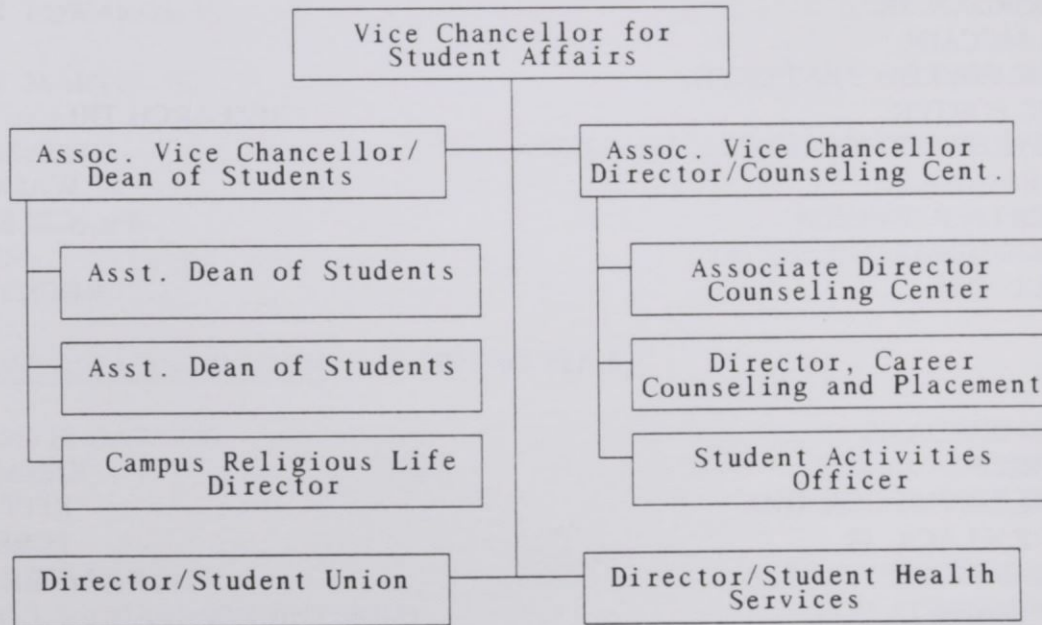 Vice Chancellor for
Student Affairs
Assoc. Vice Chancellor/
Dean of Students
Assoc. Vice Chancellor
Director/Counseling Cent.
Asst. Dean of Students
Associate Director
Counseling Center
Asst. Dean of Students
Director, Career
Counseling and Placement
Campus Religious Life
Director
Student Activities
Officer
Director/Student Union
Director/Student Health
Services